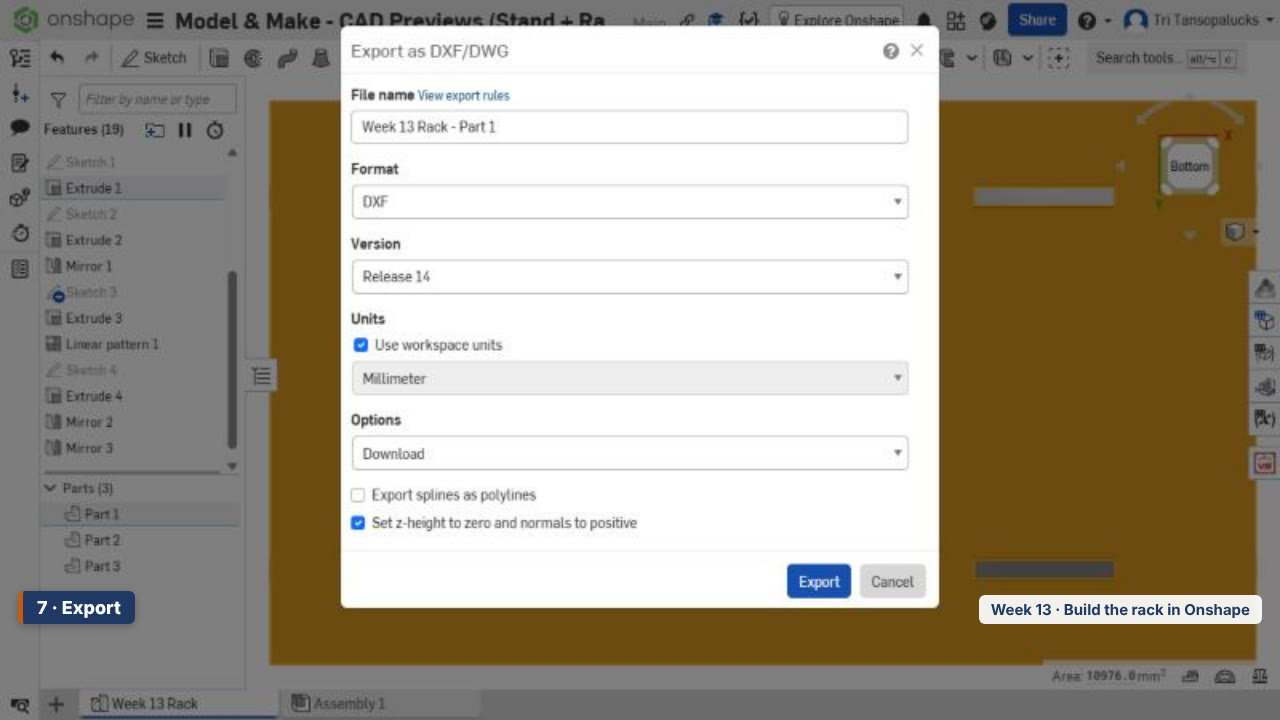 onshape
Model & Make - CAD Previews (Stand + Ra
Main
Explore Onshape
Share
Tri Tansopalucks
Sketch
Search tools...
alt/⌥
c
Export as DXF/DWG
File name View export rules
Week 13 Rack - Part 1
Format
DXF
Version
Release 14
Units
Use workspace units
Millimeter
Options
Download
Export splines as polylines
Set z-height to zero and normals to positive
Export
Cancel
Filter by name or type
Features (19)
Sketch 1
Extrude 1
Sketch 2
Extrude 2
Mirror 1
Sketch 3
Extrude 3
Linear pattern 1
Sketch 4
Extrude 4
Mirror 2
Mirror 3
Parts (3)
Part 1
Part 2
Part 3
Bottom
X
Y
7 · Export
Week 13 · Build the rack in Onshape
Area: 10976.0 mm²
Week 13 Rack
Assembly 1